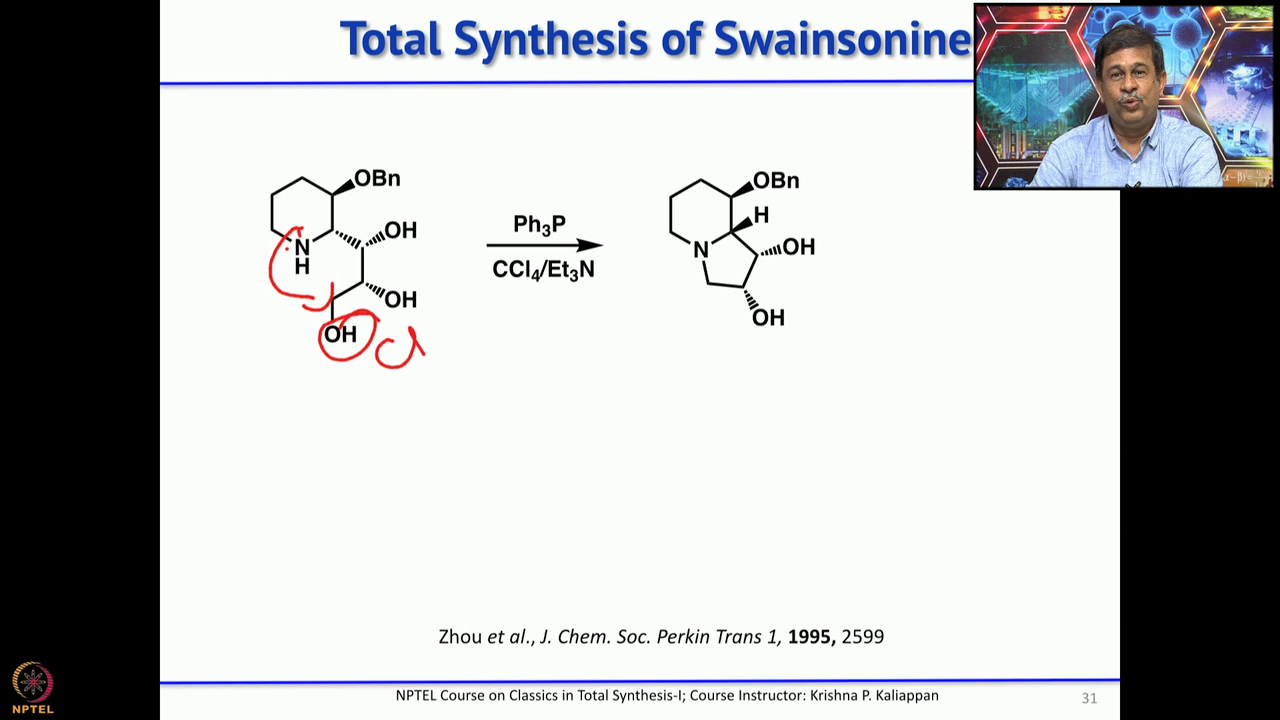 Total Synthesis of Swainsonine
OBn
OH
N
H
OH
OH
Cl
Ph3P
CCl4/Et3N
OBn
H
N
OH
OH
Zhou et al., J. Chem. Soc. Perkin Trans 1, 1995, 2599
NPTEL Course on Classics in Total Synthesis-I; Course Instructor: Krishna P. Kaliappan
31
NPTEL